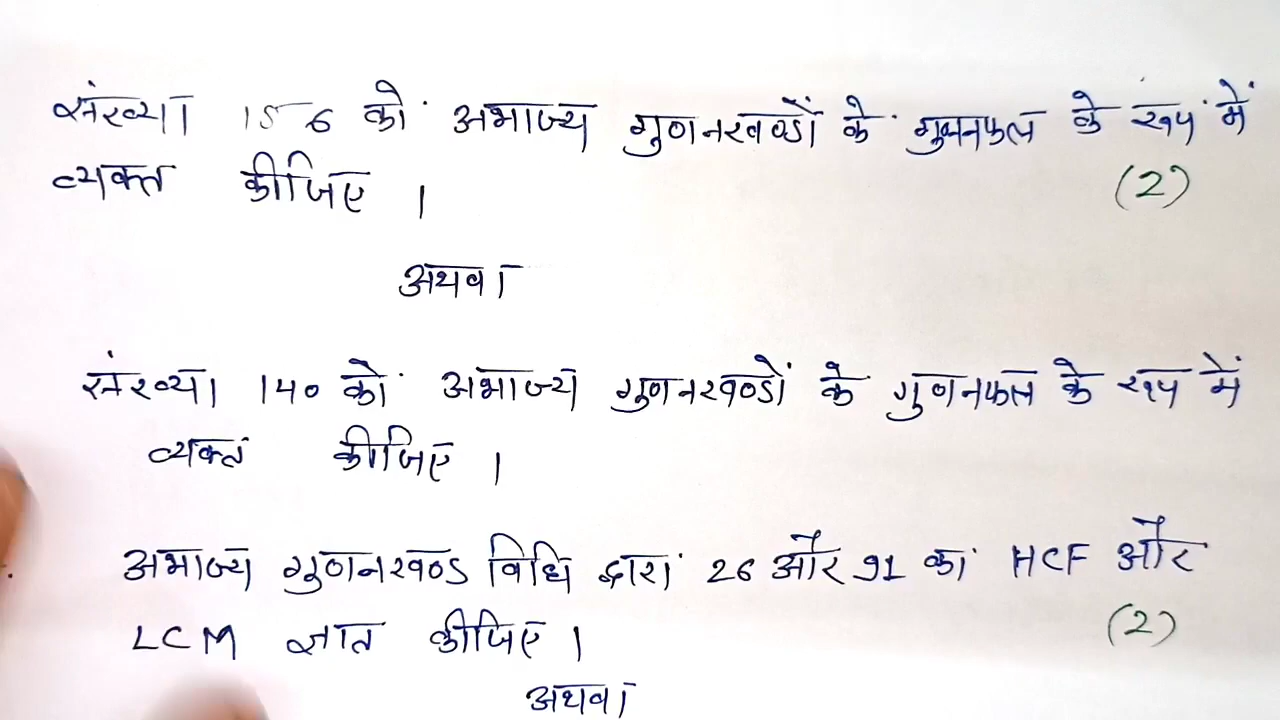 संख्या 156 को अभाज्य गुणनखण्डों के गुणनफल के रूप में
व्यक्त कीजिए । (2)
अथवा
संख्या 140 को अभाज्य गुणनखण्डों के गुणनफल के रूप में
व्यक्त कीजिए ।
अभाज्य गुणनखण्ड विधि द्वारा 26 और 91 का HCF और
LCM ज्ञात कीजिए । (2)
अथवा